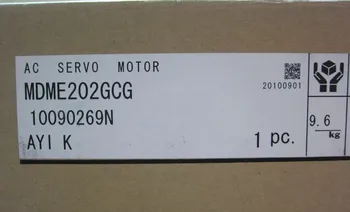 AC SERVO MOTOR
MDME202GCG
20100901
10090269N
AYI K
1 pc.
9.6
kg